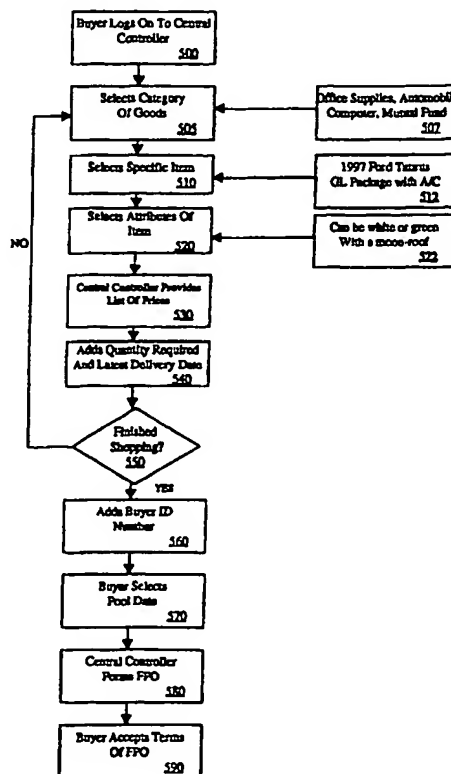 Buyer Logs On To Central
Controller
500
Selects Category
Of Goods
505
Office Supplies, Automobil
Computer, Mutual Fund
507
Selects Specific Item
510
1997 Ford Taurus
GL Package with A/C
512
Selects Attributes Of
Item
520
Can be white or green
With a moon-roof
522
NO
Central Controller Provides
List Of Prices
530
Adds Quantity Required
And Latest Delivery Date
540
Finished
Shopping?
550
YES
Adds Buyer ID
Number
560
Buyer Selects
Pool Date
570
Central Controller
Forms FPO
580
Buyer Accepts Terms
Of FPO
590